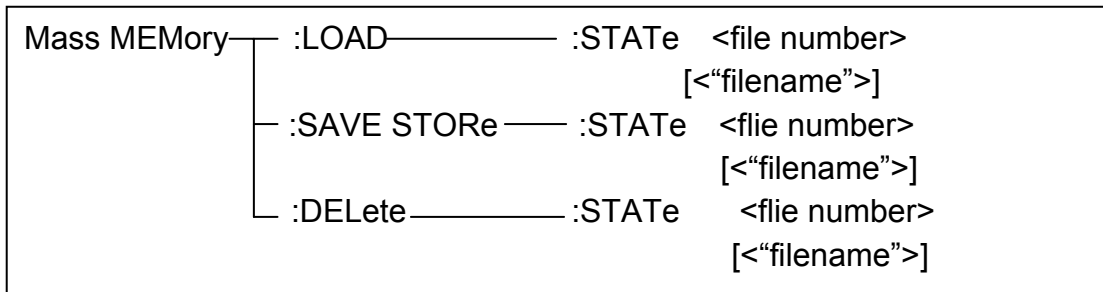 Mass MEMory :LOAD :STATe <file number>
[<“filename”>]
:SAVE STORe :STATe <flie number>
[<“filename”>]
:DELete :STATe <flie number>
[<“filename”>]